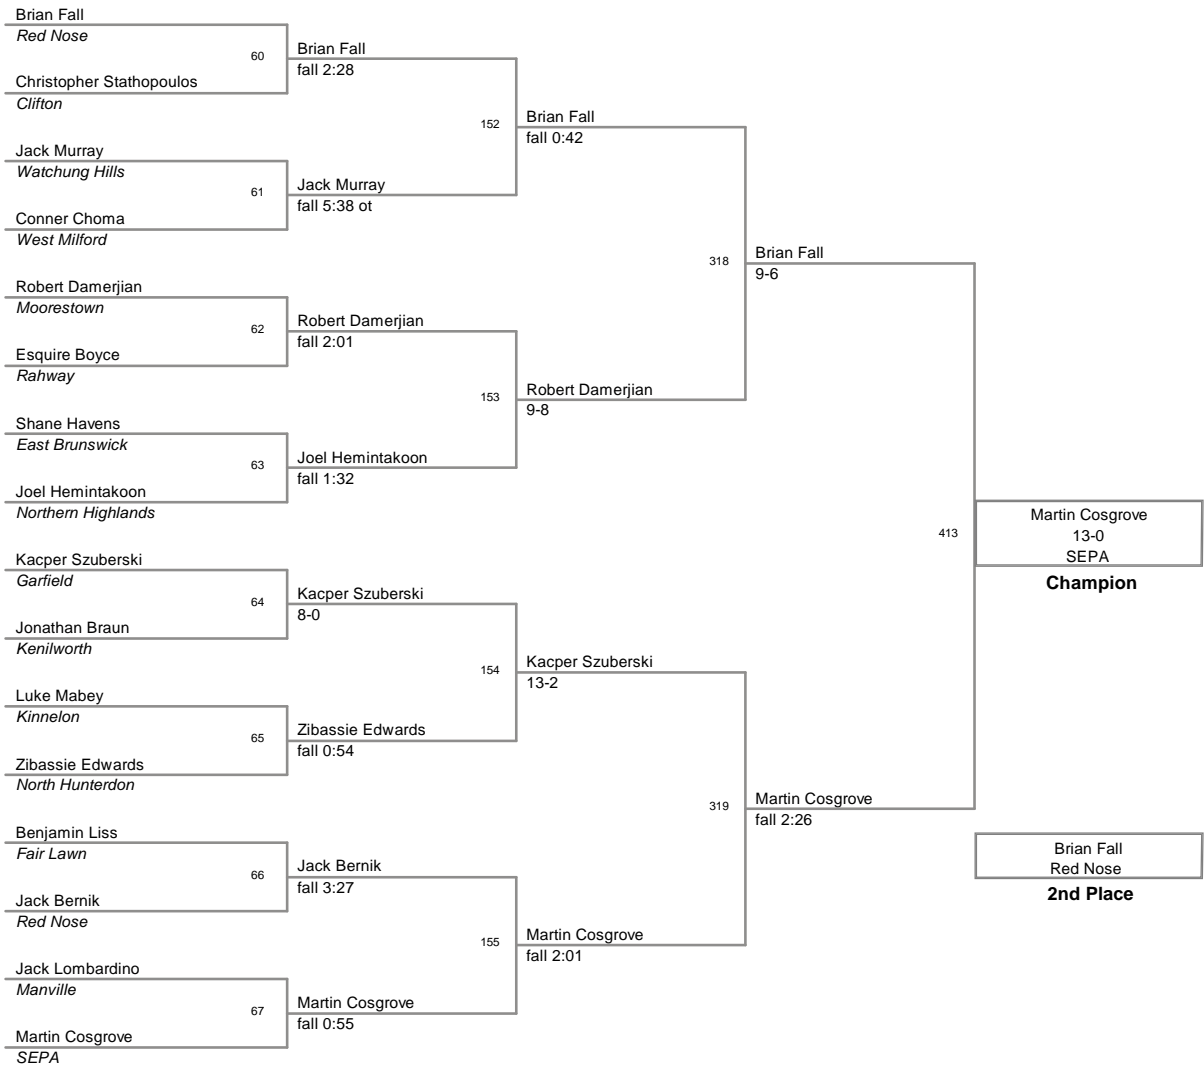 Brian Fall
Red Nose
60
Christopher Stathopoulos
Clifton
Brian Fall
fall 2:28
Jack Murray
Watchung Hills
61
Conner Choma
West Milford
Jack Murray
fall 5:38 ot
152
Brian Fall
fall 0:42
Robert Damerjian
Moorestown
62
Esquire Boyce
Rahway
Robert Damerjian
fall 2:01
Shane Havens
East Brunswick
63
Joel Hemintakoon
Northern Highlands
Joel Hemintakoon
fall 1:32
153
Robert Damerjian
9-8
318
Brian Fall
9-6
Kacper Szuberski
Garfield
64
Jonathan Braun
Kenilworth
Kacper Szuberski
8-0
Luke Mabey
Kinnelon
65
Zibassie Edwards
North Hunterdon
Zibassie Edwards
fall 0:54
154
Kacper Szuberski
13-2
Benjamin Liss
Fair Lawn
66
Jack Bernik
Red Nose
Jack Bernik
fall 3:27
Jack Lombardino
Manville
67
Martin Cosgrove
SEPA
Martin Cosgrove
fall 0:55
155
Martin Cosgrove
fall 2:01
319
Martin Cosgrove
fall 2:26
413
Martin Cosgrove
13-0
SEPA
Champion
Brian Fall
Red Nose
2nd Place